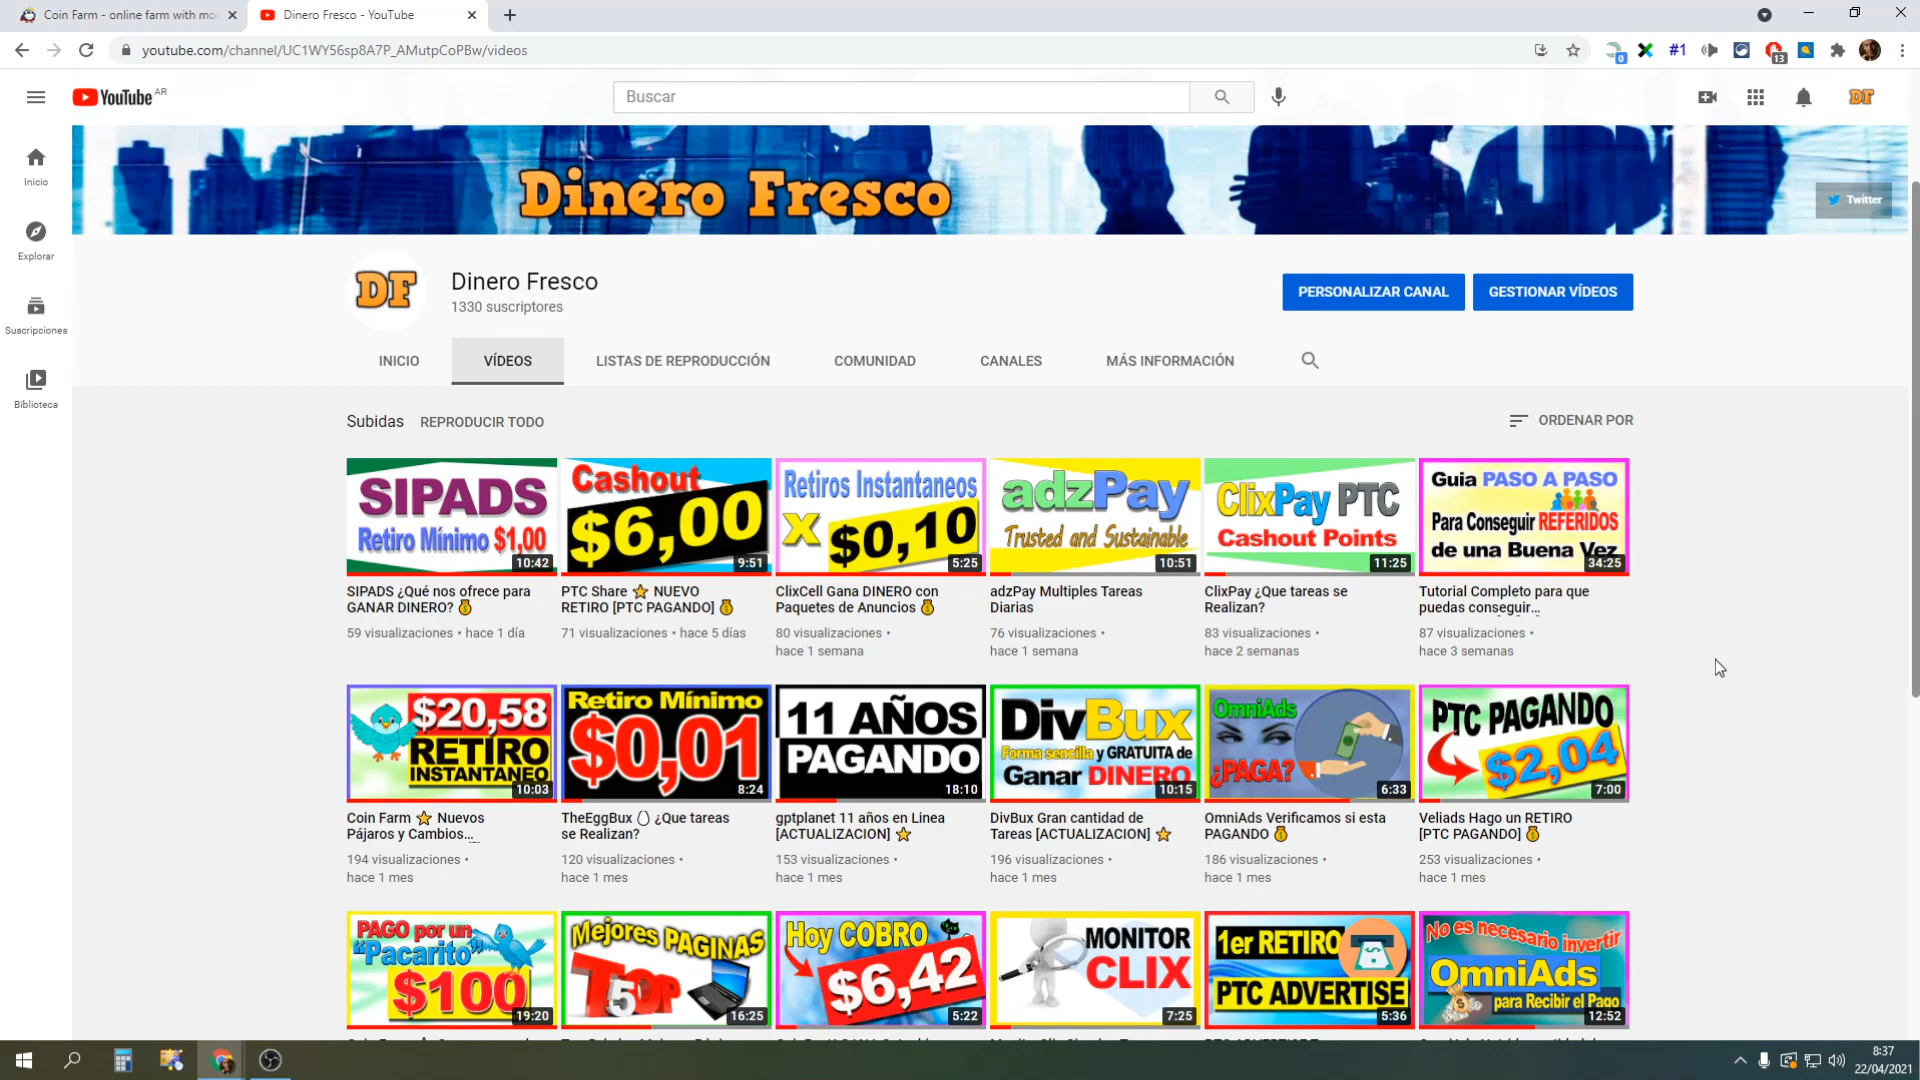 Coin Farm - online farm with mo
Dinero Fresco - YouTube
youtube.com/channel/UC1WY56sp8A7P_AMutpCoPBw/videos
0
#1
13
YouTube AR
Buscar
DF
Inicio
Explorar
Suscripciones
Biblioteca
Dinero Fresco
Twitter
DF
Dinero Fresco
1330 suscriptores
PERSONALIZAR CANAL
GESTIONAR VÍDEOS
INICIO
VÍDEOS
LISTAS DE REPRODUCCIÓN
COMUNIDAD
CANALES
MÁS INFORMACIÓN
Subidas
REPRODUCIR TODO
ORDENAR POR
SIPADS
Retiro Mínimo $1,00
10:42
SIPADS ¿Qué nos ofrece para
GANAR DINERO? 💰
59 visualizaciones • hace 1 día
Cashout
$6,00
9:51
PTC Share ⭐ NUEVO
RETIRO [PTC PAGANDO] 💰
71 visualizaciones • hace 5 días
Retiros Instantaneos
X $0,10
5:25
ClixCell Gana DINERO con
Paquetes de Anuncios 💰
80 visualizaciones •
hace 1 semana
adzPay
Trusted and Sustainable
10:51
adzPay Multiples Tareas
Diarias
76 visualizaciones •
hace 1 semana
ClixPay PTC
Cashout Points
11:25
ClixPay ¿Que tareas se
Realizan?
83 visualizaciones •
hace 2 semanas
Guia PASO A PASO
Para Conseguir REFERIDOS
de una Buena Vez
34:25
Tutorial Completo para que
puedas conseguir...
87 visualizaciones •
hace 3 semanas
$20,58
RETIRO
INSTANTANEO
10:03
Coin Farm ⭐ Nuevos
Pájaros y Cambios...
194 visualizaciones •
hace 1 mes
Retiro Mínimo
$0,01
8:24
TheEggBux 🥚 ¿Que tareas
se Realizan?
120 visualizaciones •
hace 1 mes
11 AÑOS
PAGANDO
18:10
gptplanet 11 años en Linea
[ACTUALIZACION] ⭐
153 visualizaciones •
hace 1 mes
DivBux
Forma sencilla y GRATUITA de
Ganar DINERO
10:15
DivBux Gran cantidad de
Tareas [ACTUALIZACION] ⭐
196 visualizaciones •
hace 1 mes
OmniAds
¿PAGA?
6:33
OmniAds Verificamos si esta
PAGANDO 💰
186 visualizaciones •
hace 1 mes
PTC PAGANDO
$2,04
7:00
Veliads Hago un RETIRO
[PTC PAGANDO] 💰
253 visualizaciones •
hace 1 mes
PAGO por un
"Pacarito"
$100
19:20
Mejores PAGINAS
TOP 5
16:25
Hoy COBRO
$6,42
5:22
MONITOR
CLIX
7:25
1er RETIRO
PTC ADVERTISE
5:36
No es necesario invertir
OmniAds
para Recibir el Pago
12:52
8:37
22/04/2021